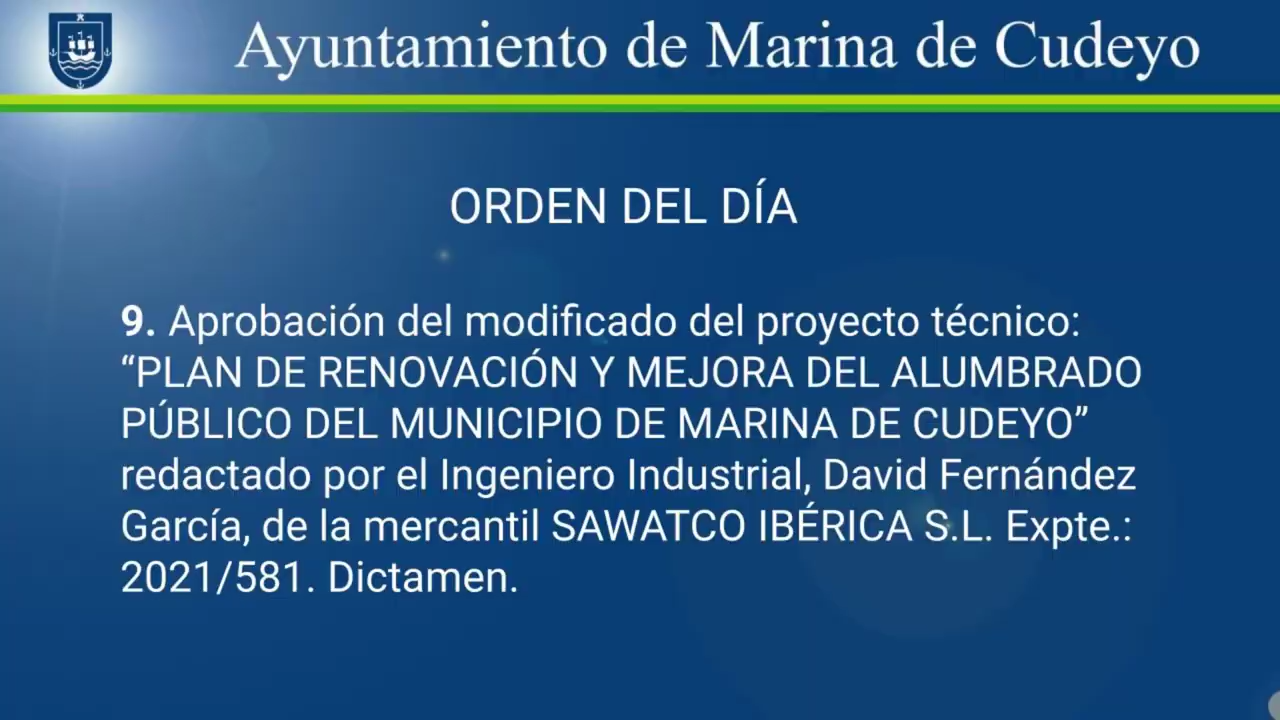 Ayuntamiento de Marina de Cudeyo
ORDEN DEL DÍA
9. Aprobación del modificado del proyecto técnico:
“PLAN DE RENOVACIÓN Y MEJORA DEL ALUMBRADO
PÚBLICO DEL MUNICIPIO DE MARINA DE CUDEYO”
redactado por el Ingeniero Industrial, David Fernández
García, de la mercantil SAWATCO IBÉRICA S.L. Expte.:
2021/581. Dictamen.